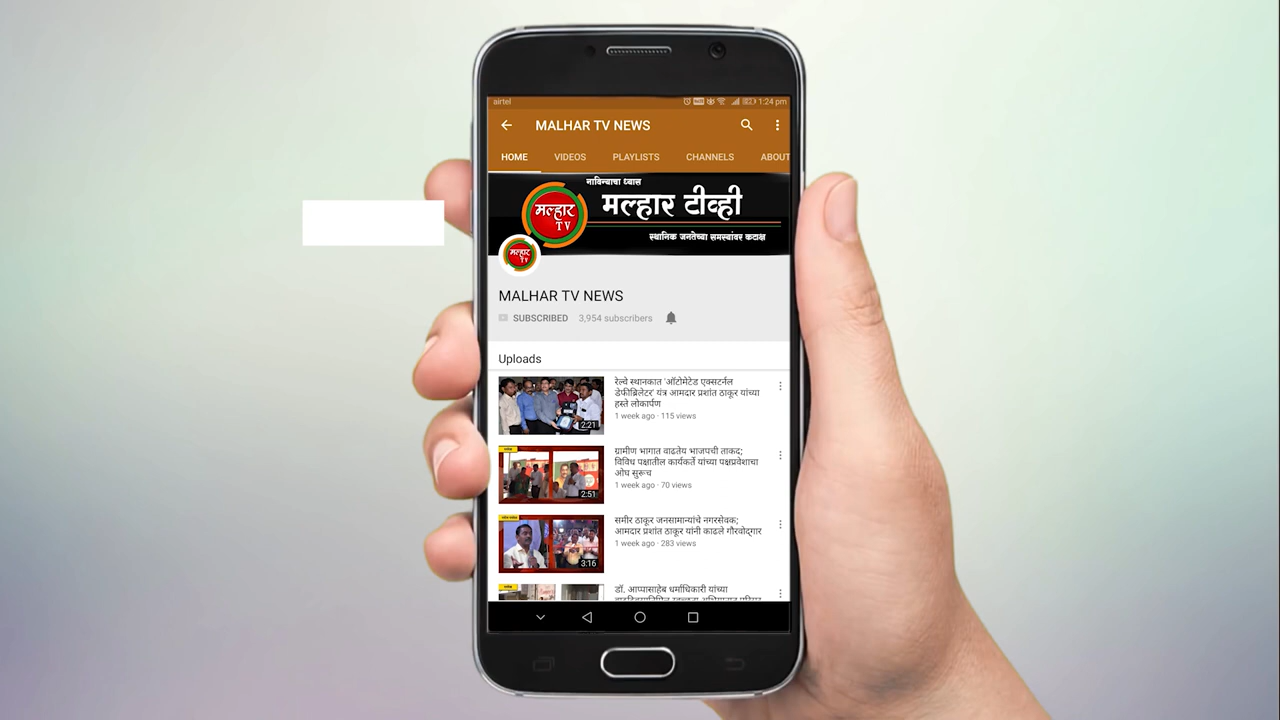 airtel 1:24 pm
MALHAR TV NEWS
HOME VIDEOS PLAYLISTS CHANNELS ABOUT
नाविन्याचा ध्यास
मल्हार टीव्ही
मल्हार
TV
स्थानिक जनतेच्या समस्यांवर कटाक्ष
मल्हार
TV
MALHAR TV NEWS
SUBSCRIBED 3,954 subscribers
Uploads
रेल्वे स्थानकात 'ऑटोमेटेड एक्सटर्नल
डेफीब्रिलेटर' यंत्र आमदार प्रशांत ठाकूर यांच्या
हस्ते लोकार्पण
1 week ago · 115 views
2:21
ग्रामीण भागात वाढतेय भाजपची ताकद;
विविध पक्षातील कार्यकर्ते यांच्या पक्षप्रवेशाचा
ओघ सुरूच
1 week ago · 70 views
2:51
समीर ठाकूर जनसामान्यांचे नगरसेवक;
आमदार प्रशांत ठाकूर यांनी काढले गौरवोद्गार
1 week ago · 283 views
3:16
डॉ. आप्पासाहेब धर्माधिकारी यांच्या